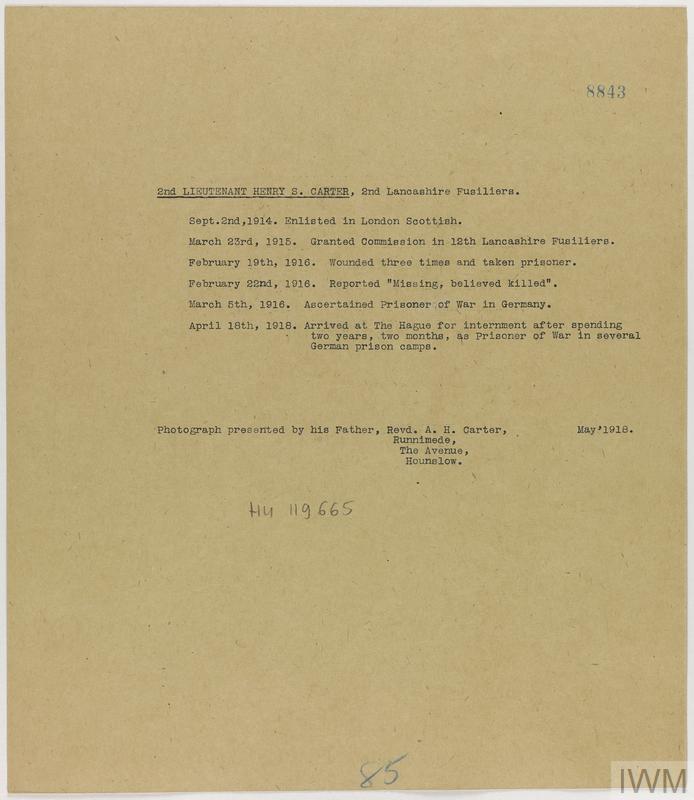 8843
2nd LIEUTENANT HENRY S. CARTER, 2nd Lancashire Fusiliers.
Sept.2nd,1914. Enlisted in London Scottish.
March 23rd, 1915. Granted Commission in 12th Lancashire Fusiliers.
February 19th, 1916. Wounded three times and taken prisoner.
February 22nd, 1916. Reported "Missing, believed killed".
March 5th, 1916. Ascertained Prisoner of War in Germany.
April 18th, 1918. Arrived at The Hague for internment after spending
two years, two months, as Prisoner of War in several
German prison camps.
Photograph presented by his Father, Revd. A. H. Carter, May'1918.
Runnimede,
The Avenue,
Hounslow.
HU 119665
85
IWM